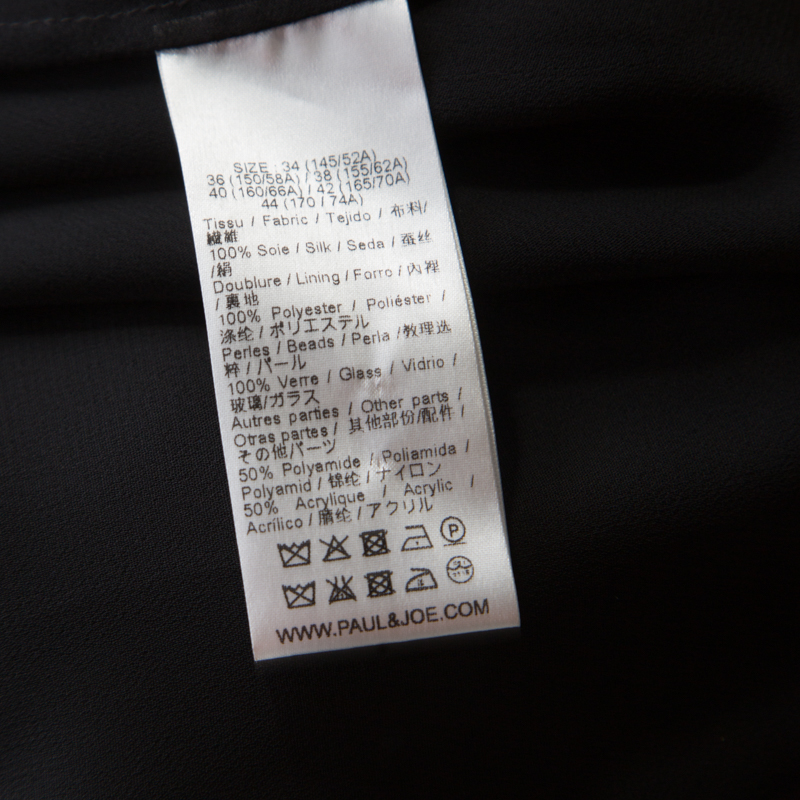 SIZE : 34 (145/52A)
36 (150/58A) / 38 (155/62A)
40 (160/66A) / 42 (165/70A)
44 (170 / 74A)
Tissu / Fabric / Tejido / 布料/
繊維
100% Soie / Silk / Seda / 蚕丝
/絹
Doublure / Lining / Forro / 内裡
/ 裏地
100% Polyester / Poliéster /
涤纶 / ポリエステル
Perles / Beads / Perla /教理选
粹 / パール
100% Verre / Glass / Vidrio /
玻璃/ガラス
Autres parties / Other parts /
Otras partes / 其他部份/配件 /
その他パーツ
50% Polyamide / Poliamida /
Polyamid / 锦纶 / ナイロン
50% Acrylique / Acrylic /
Acrílico / 腈纶 / アクリル
P
WWW.PAUL&JOE.COM